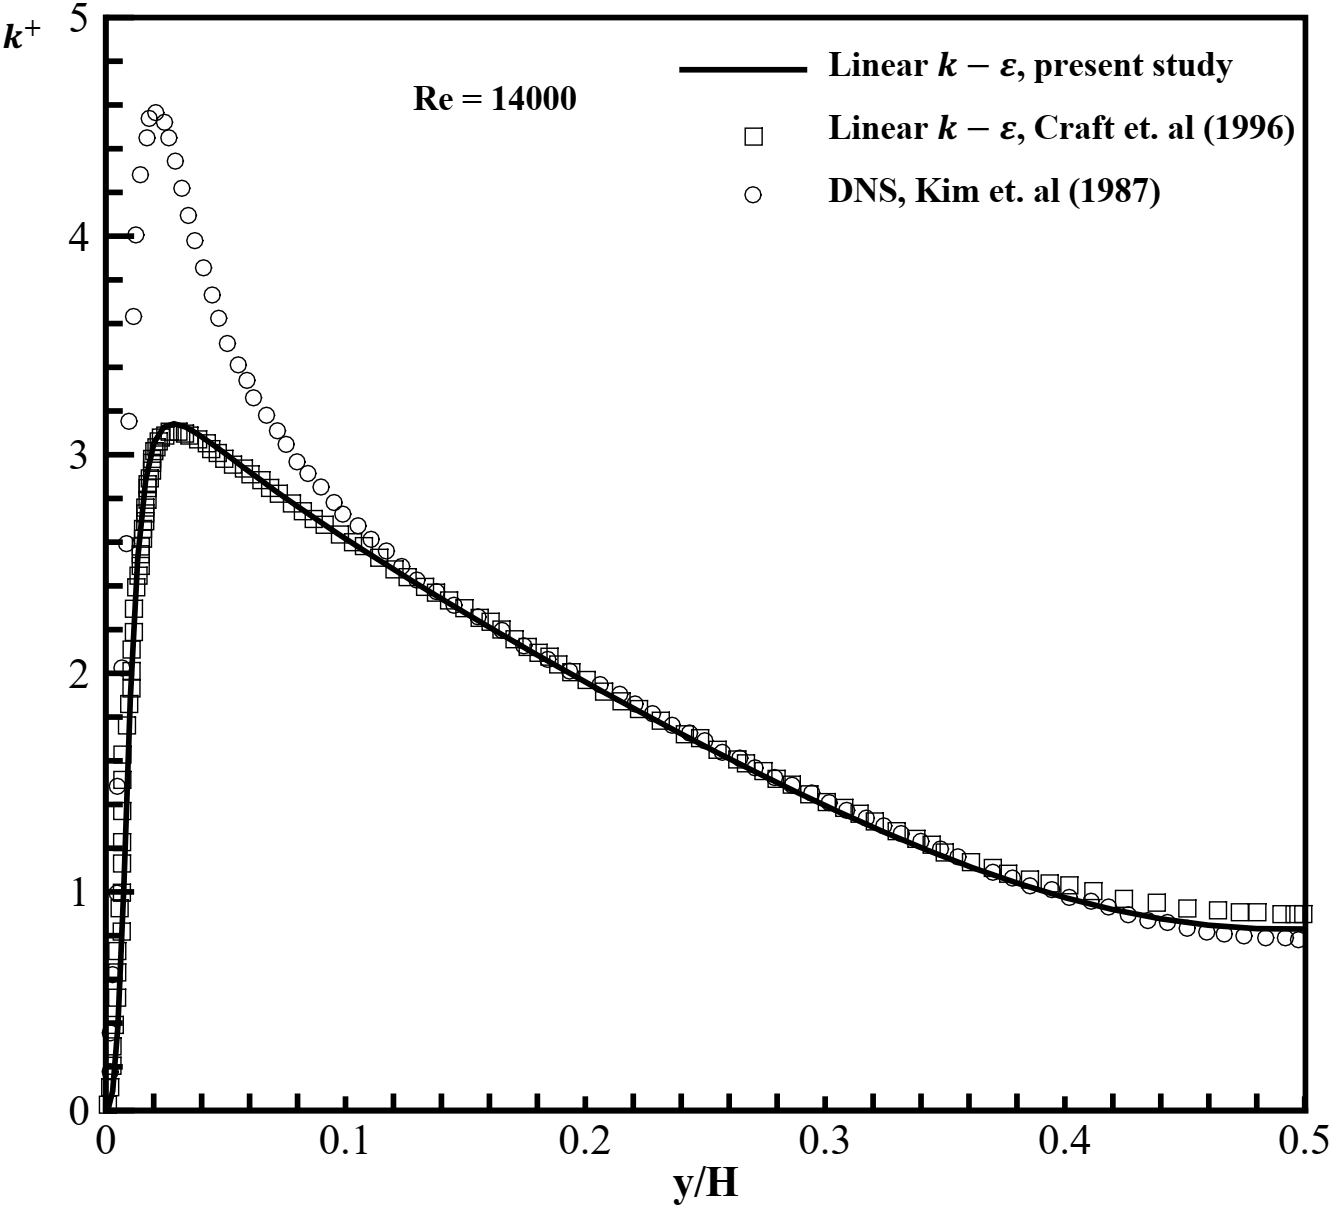 k+
5
4
3
2
1
0
Re = 14000
Linear k − ε, present study
Linear k − ε, Craft et. al (1996)
DNS, Kim et. al (1987)
0 0.1 0.2 0.3 0.4 0.5
y/H